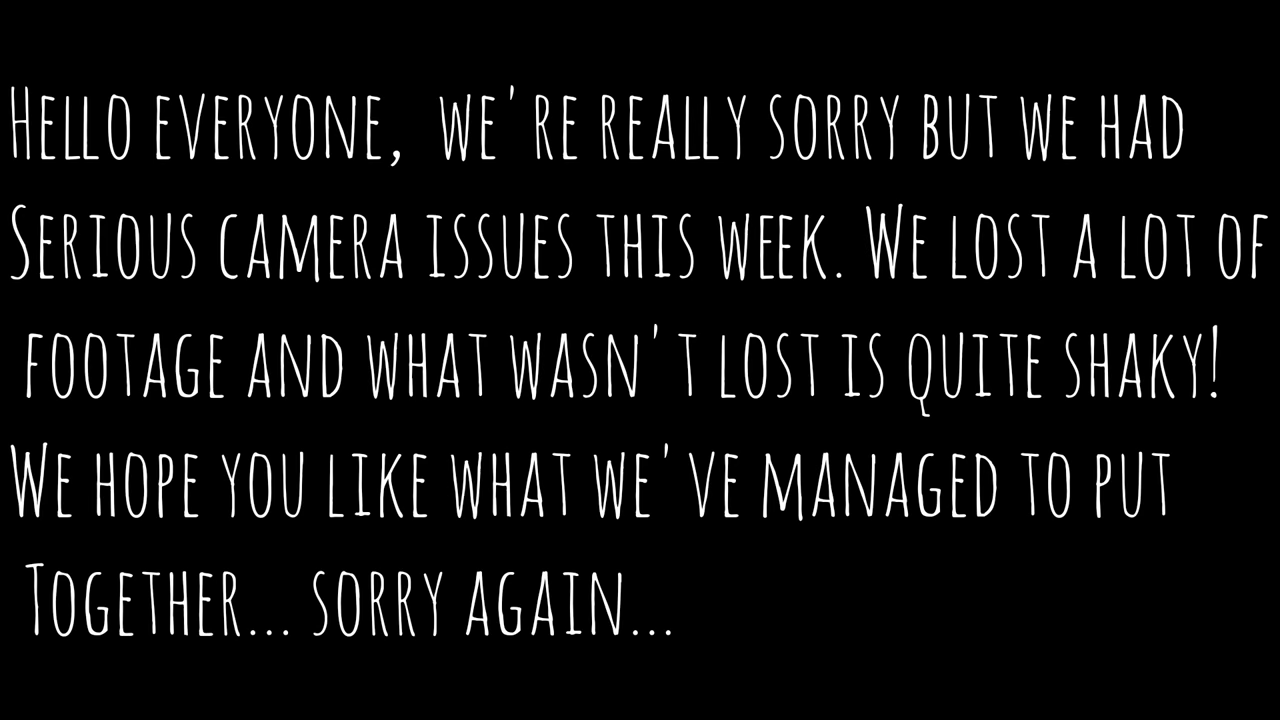 Hello everyone, we're really sorry but we had
Serious camera issues this week. We lost a lot of
footage and what wasn't lost is quite shaky!
We hope you like what we've managed to put
Together... sorry again...